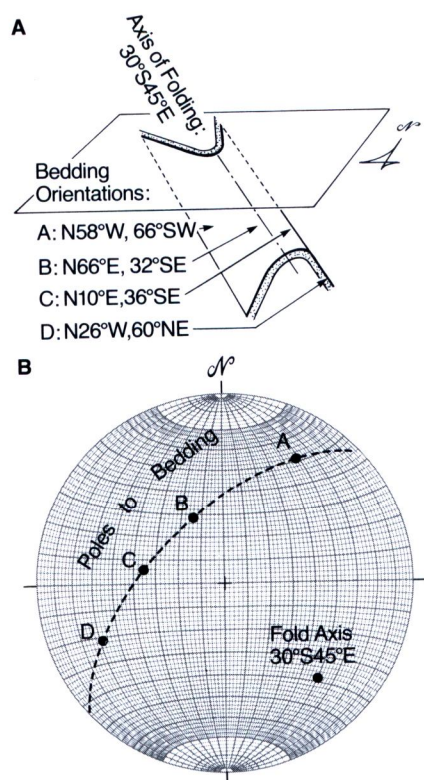 A
Axis of Folding:
30°S45°E
N
Bedding
Orientations:
A: N58°W, 66°SW
B: N66°E, 32°SE
C: N10°E,36°SE
D: N26°W,60°NE
B
N
Poles to Bedding
A
B
C
D
Fold Axis
30°S45°E